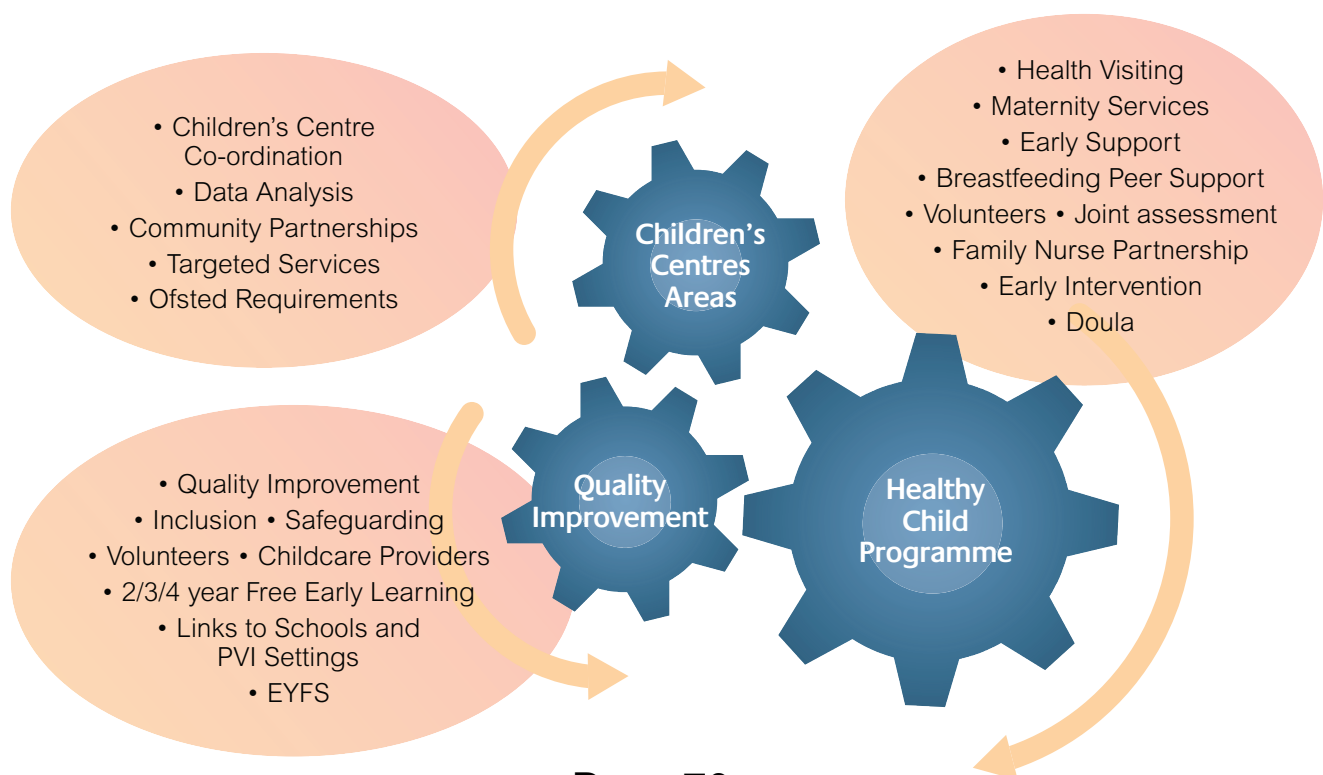 • Children's Centre
Co-ordination
• Data Analysis
• Community Partnerships
• Targeted Services
• Ofsted Requirements
Children's
Centres
Areas
• Health Visiting
• Maternity Services
• Early Support
• Breastfeeding Peer Support
• Volunteers • Joint assessment
• Family Nurse Partnership
• Early Intervention
• Doula
• Quality Improvement
• Inclusion • Safeguarding
• Volunteers • Childcare Providers
• 2/3/4 year Free Early Learning
• Links to Schools and
PVI Settings
• EYFS
Quality
Improvement
Healthy
Child
Programme